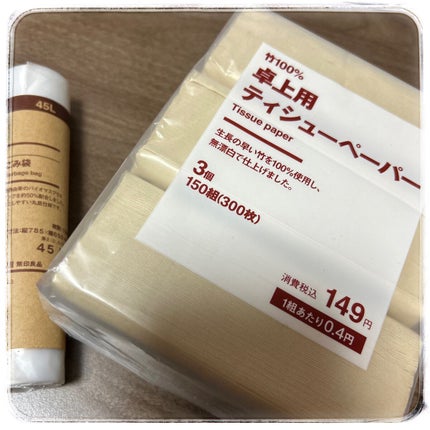 45L
ごみ袋
garbage bag
45
無印良品
竹100%
卓上用
ティシューペーパー
Tissue paper
生長の早い竹を100%使用し、
無漂白で仕上げました。
3個
150組(300枚)
消費税込 149円
1組あたり0.4円